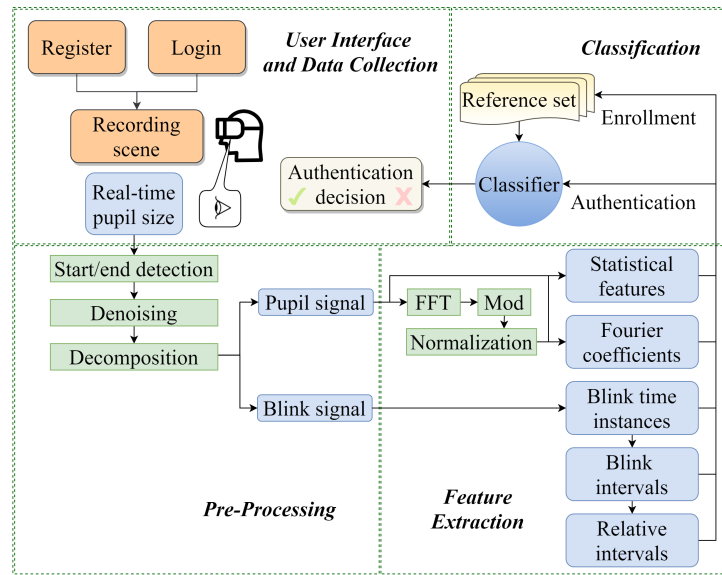 Register
Login
User Interface
and Data Collection
Recording
scene
Real-time
pupil size
Classification
Reference set
Enrollment
Classifier
Authentication
Authentication
decision
Start/end detection
Denoising
Decomposition
Pupil signal
Blink signal
Pre-Processing
FFT
Mod
Normalization
Statistical
features
Fourier
coefficients
Blink time
instances
Blink
intervals
Relative
intervals
Feature
Extraction